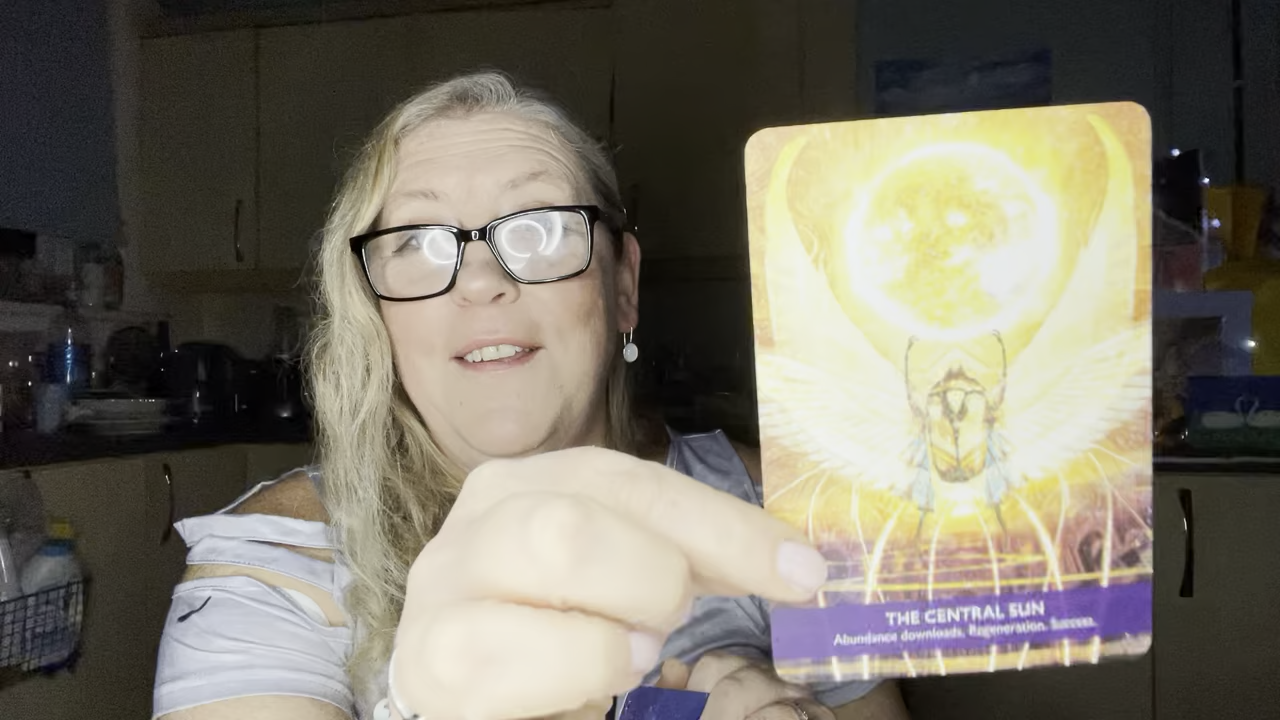 THE CENTRAL SUN
Abundance downloads. Regeneration. Success.